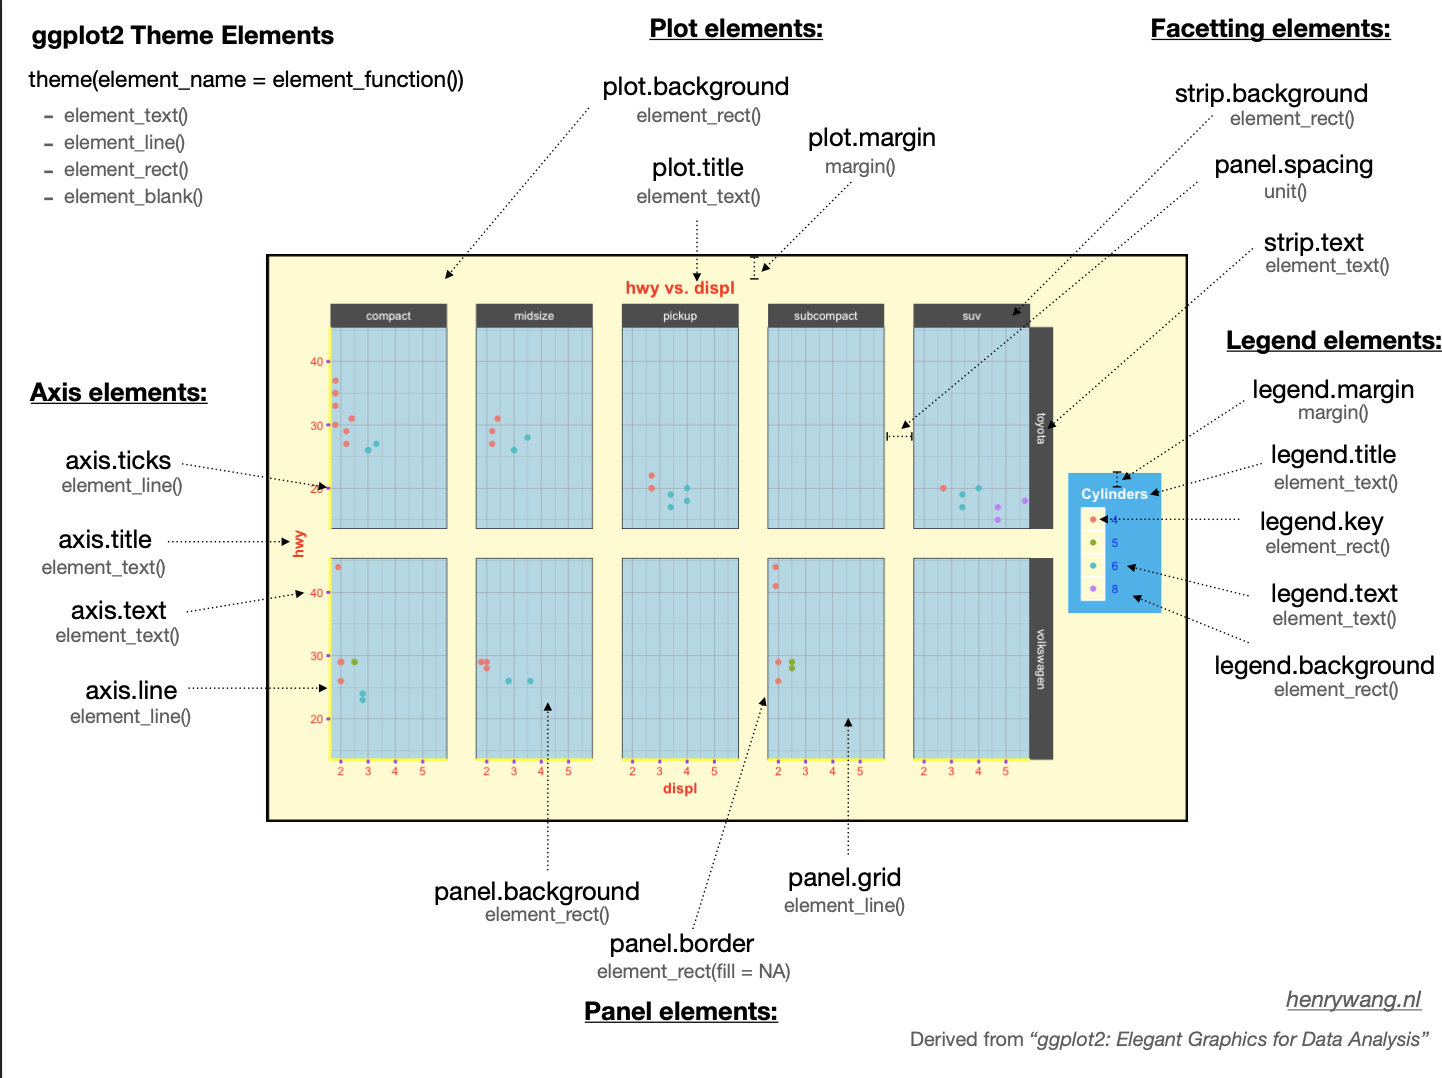 ggplot2 Theme Elements
theme(element_name = element_function())
- element_text()
- element_line()
- element_rect()
- element_blank()
Plot elements:
plot.background
element_rect()
plot.margin
margin()
plot.title
element_text()
Facetting elements:
strip.background
element_rect()
panel.spacing
unit()
strip.text
element_text()
Legend elements:
legend.margin
margin()
legend.title
element_text()
legend.key
element_rect()
legend.text
element_text()
legend.background
element_rect()
Axis elements:
axis.ticks
element_line()
axis.title
element_text()
axis.text
element_text()
axis.line
element_line()
hwy vs. displ
compact midsize pickup subcompact suv
40
30
20
toyota
hwy
40
30
20
volkswagen
2 3 4 5 2 3 4 5 2 3 4 5 2 3 4 5 2 3 4 5
displ
Cylinders
4
5
6
8
panel.background
element_rect()
panel.grid
element_line()
panel.border
element_rect(fill = NA)
Panel elements:
henrywang.nl
Derived from “ggplot2: Elegant Graphics for Data Analysis”